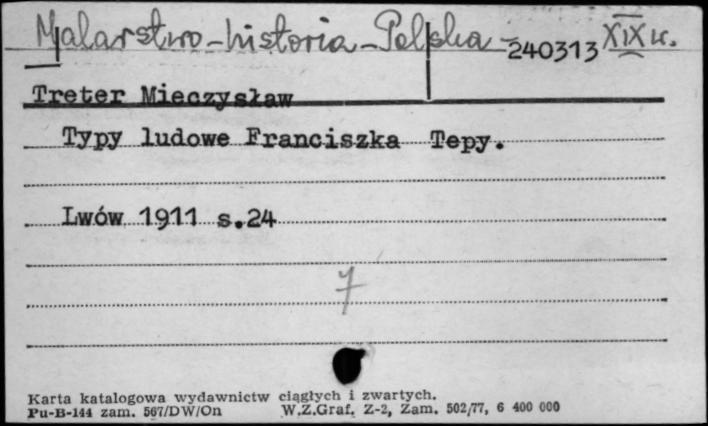 Malarstwo - historia - Polska - 240313 XIX w.
Treter Mieczysław
Typy ludowe Franciszka Tepy.
Lwów 1911 s.24
7
Karta katalogowa wydawnictw ciągłych i zwartych.
Pu-B-144 zam. 567/DW/On W.Z.Graf. Z-2, Zam. 502/77, 6 400 000